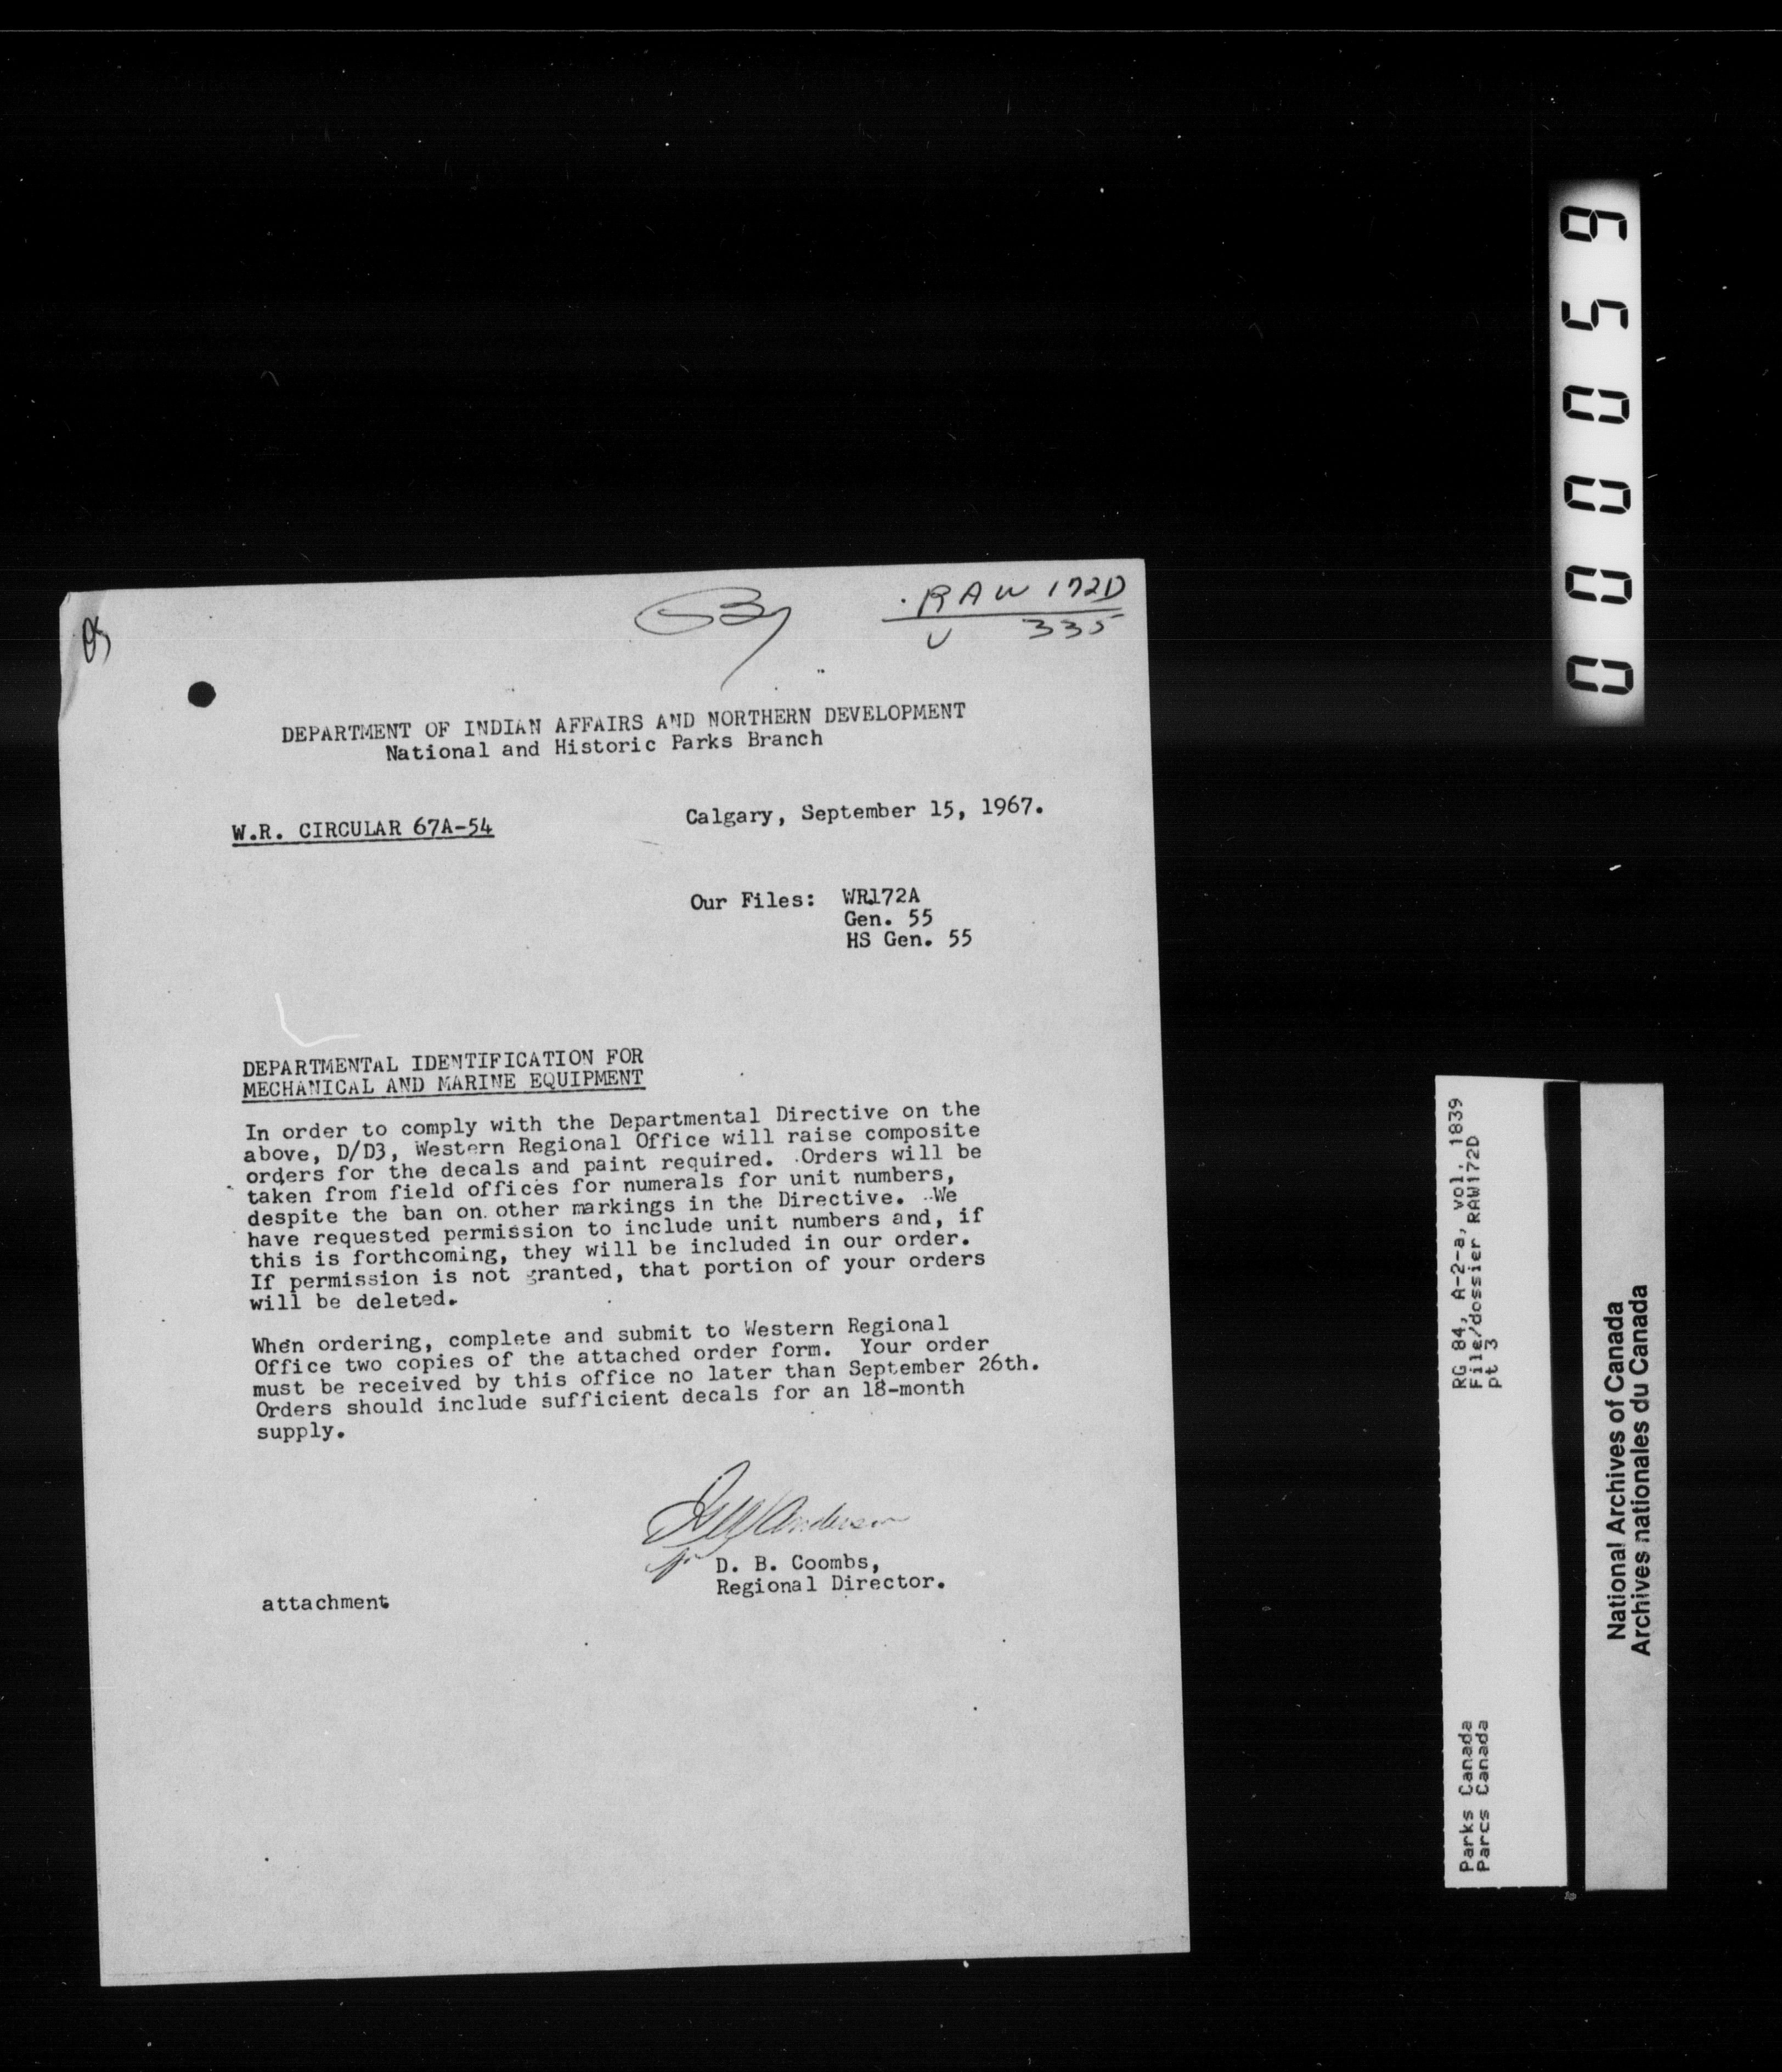 RAW 172D
335
DEPARTMENT OF INDIAN AFFAIRS AND NORTHERN DEVELOPMENT
National and Historic Parks Branch
W.R. CIRCULAR 67A-54
Calgary, September 15, 1967.
Our Files: WR172A
Gen. 55
HS Gen. 55
DEPARTMENTAL IDENTIFICATION FOR
MECHANICAL AND MARINE EQUIPMENT
In order to comply with the Departmental Directive on the
above, D/D3, Western Regional Office will raise composite
orders for the decals and paint required. Orders will be
taken from field offices for numerals for unit numbers,
despite the ban on other markings in the Directive. We
have requested permission to include unit numbers and, if
this is forthcoming, they will be included in our order.
If permission is not granted, that portion of your orders
will be deleted.
When ordering, complete and submit to Western Regional
Office two copies of the attached order form. Your order
must be received by this office no later than September 26th.
Orders should include sufficient decals for an 18-month
supply.
Anderson
D. B. Coombs,
Regional Director.
attachment
000059
RG 84, A-2-a, vol. 1839
File/dossier RAW172D
pt 3
Parks Canada
Parcs Canada
National Archives of Canada
Archives nationales du Canada